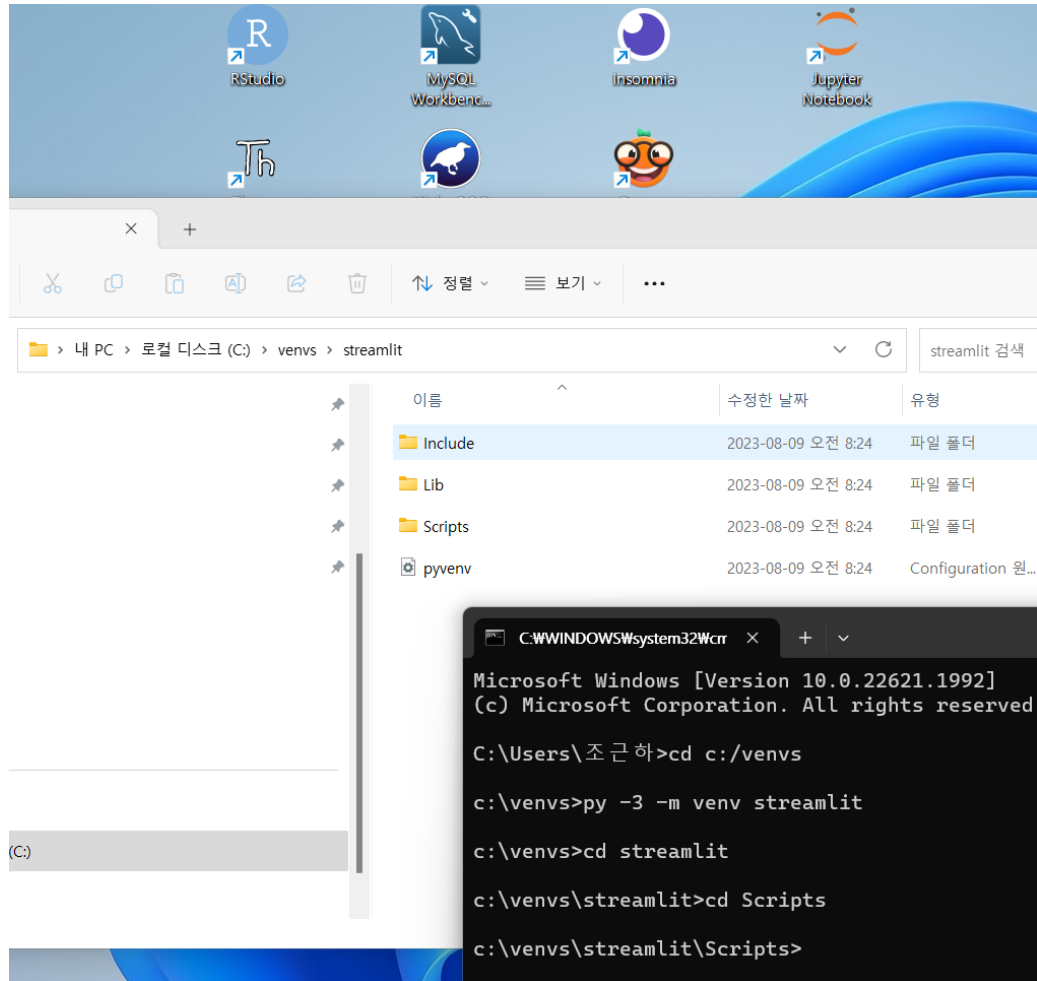 R
RStudio
MySQL
Workbenc...
Insomnia
Jupyter
Notebook
Th
정렬
보기
내 PC > 로컬 디스크 (C:) > venvs > streamlit
streamlit 검색
이름 수정한 날짜 유형
Include 2023-08-09 오전 8:24 파일 폴더
Lib 2023-08-09 오전 8:24 파일 폴더
Scripts 2023-08-09 오전 8:24 파일 폴더
pyvenv 2023-08-09 오전 8:24 Configuration 원...
(C:)
C:₩WINDOWS₩system32₩cm
Microsoft Windows [Version 10.0.22621.1992]
(c) Microsoft Corporation. All rights reserved
C:\Users\조근하>cd c:/venvs
c:\venvs>py -3 -m venv streamlit
c:\venvs>cd streamlit
c:\venvs\streamlit>cd Scripts
c:\venvs\streamlit\Scripts>